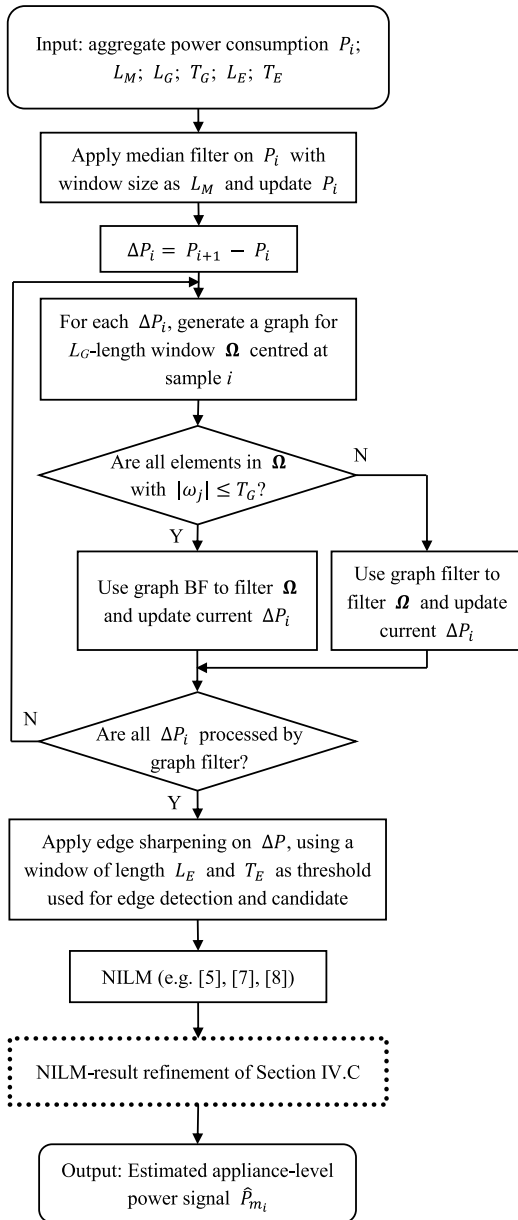 Input: aggregate power consumption P_i;
L_M; L_G; T_G; L_E; T_E
Apply median filter on P_i with
window size as L_M and update P_i
ΔP_i = P_{i+1} − P_i
For each ΔP_i, generate a graph for
L_G-length window Ω centred at
sample i
Are all elements in Ω
with |ω_j| ≤ T_G?
N
Y
Use graph BF to filter Ω
and update current ΔP_i
Use graph filter to
filter Ω and update
current ΔP_i
N
Are all ΔP_i processed by
graph filter?
Y
Apply edge sharpening on ΔP, using a
window of length L_E and T_E as threshold
used for edge detection and candidate
NILM (e.g. [5], [7], [8])
NILM-result refinement of Section IV.C
Output: Estimated appliance-level
power signal P̂_{m_i}